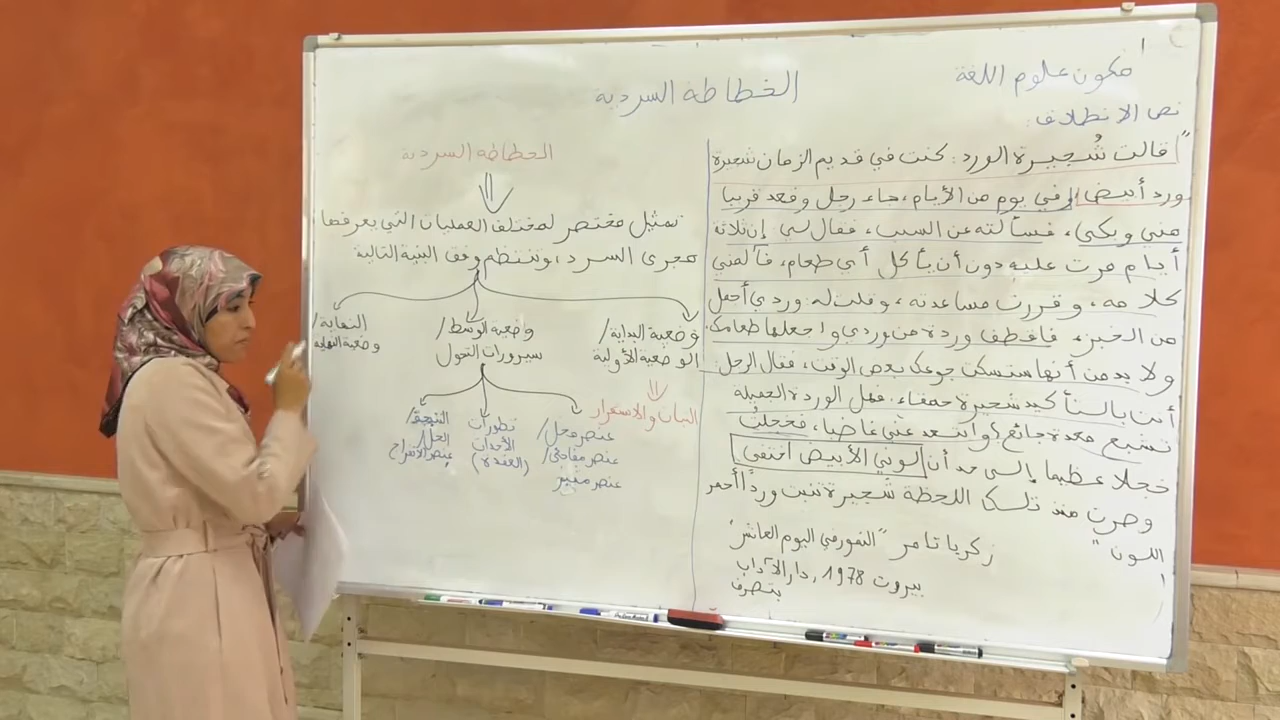 مكون علوم اللغة
الخطاطة السردية
نص الانطلاق:
"قالت شُجيرة الورد: كنت في قديم الزمان شجيرة
ورد أبيض وفي يوم من الأيام، جاء رجل وقعد قريبا
مني وبكى، فسألته عن السبب، فقال لي إن ثلاثة
أيام مرت عليه دون أن يأكل أي طعام، فآلمني
كلامه، وقررت مساعدته، وقلت له: وردي أجمل
من الخبز، فاقطف وردة من وردي واجعلها طعامك.
ولا بد من أنها ستسكن جوعك بعض الوقت، فقال الرجل
أنت بالتأكيد شجيرة حمقاء. فهل الوردة الجميلة
تشبع معدة جائع؟ وابتعد عني غاضبا، فخجلتُ
خجلا عظيما إلى حد أن لوني الأبيض اختفى
وصرت منذ تلك اللحظة شجيرة تنبت ورداً أحمر
اللون"
زكريا تامر "النمور في اليوم العاشر"
بيروت 1978، دار الآداب
بتصرف
الخطاطة السردية
تمثيل مختصر لمختلف العمليات التي يعرفها
مجرى السرد، وتنتظم وفق البنية التالية
وضعية البداية/
الوضعية الأولية
الثبات والاستقرار
وضعية الوسط/
سيرورات التحول
عنصر مخل/
عنصر مفاجئ/
عنصر مثير
تطورات
الأحداث
(العقدة)
النتيجة/
الحل/
عنصر الانفراج
النهاية/
وضعية النهاية